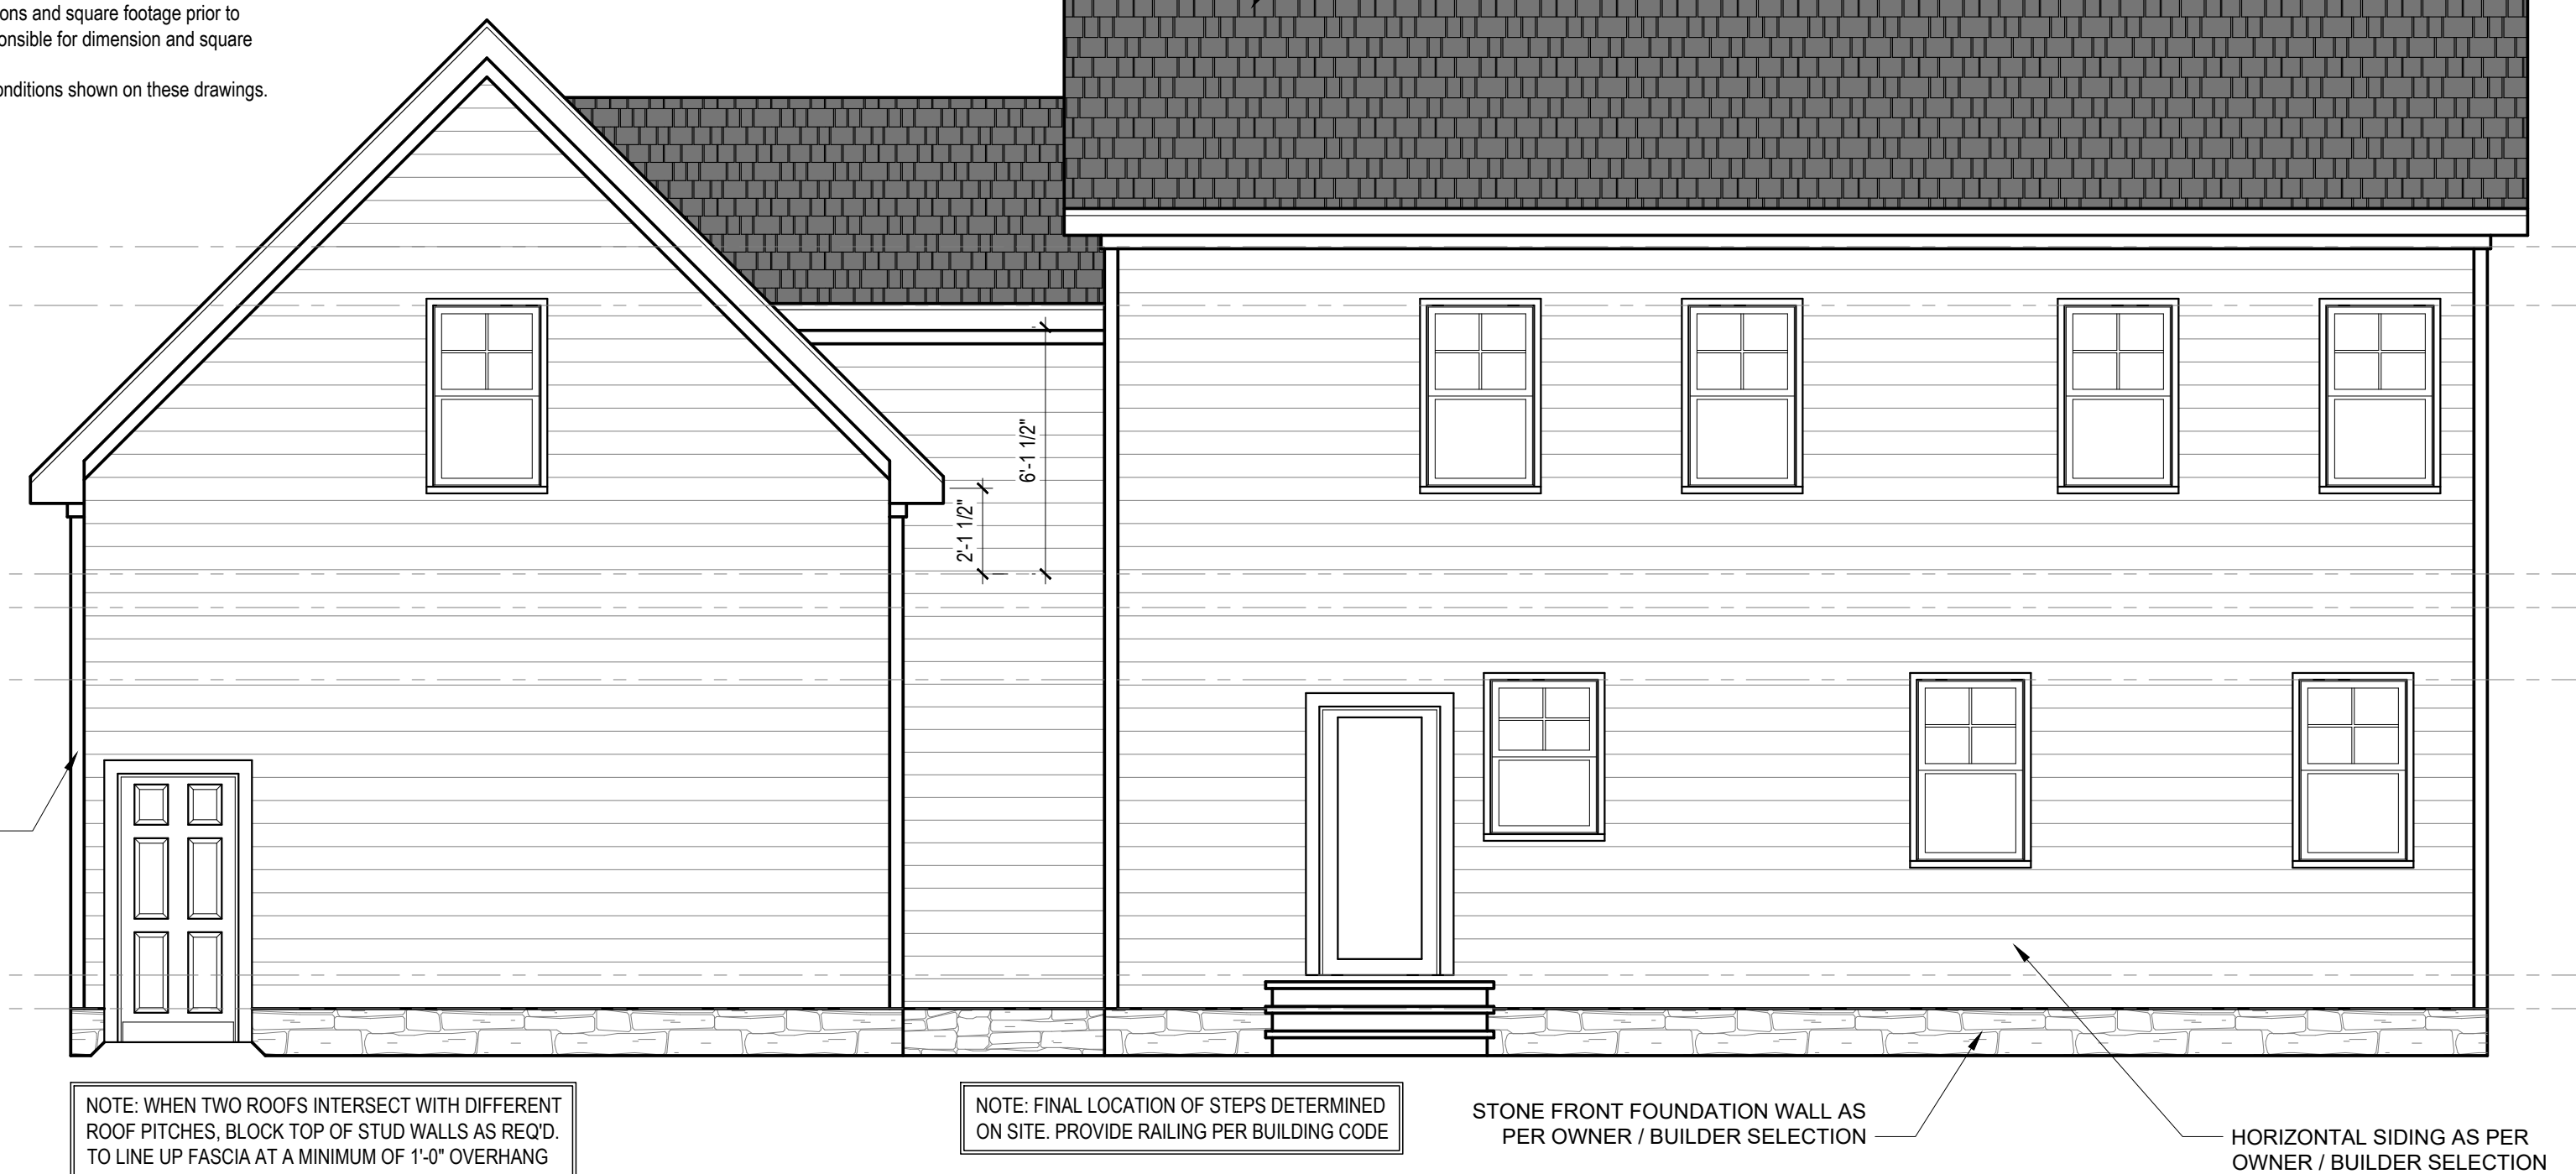 ons and square footage prior to
onsible for dimension and square
onditions shown on these drawings.
6'-1 1/2"
2'-1 1/2"
NOTE: WHEN TWO ROOFS INTERSECT WITH DIFFERENT
ROOF PITCHES, BLOCK TOP OF STUD WALLS AS REQ'D.
TO LINE UP FASCIA AT A MINIMUM OF 1'-0" OVERHANG
NOTE: FINAL LOCATION OF STEPS DETERMINED
ON SITE. PROVIDE RAILING PER BUILDING CODE
STONE FRONT FOUNDATION WALL AS
PER OWNER / BUILDER SELECTION
HORIZONTAL SIDING AS PER
OWNER / BUILDER SELECTION